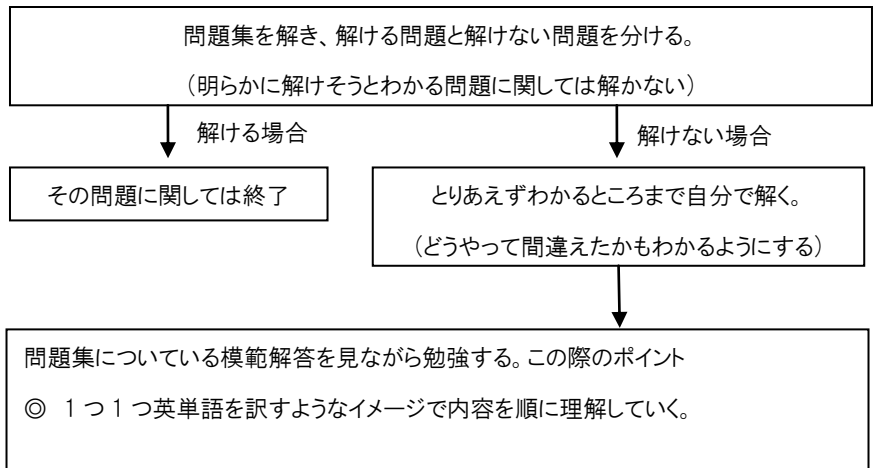 問題集を解き、解ける問題と解けない問題を分ける。
（明らかに解けそうとわかる問題に関しては解かない）
解ける場合
解けない場合
その問題に関しては終了
とりあえずわかるところまで自分で解く。
（どうやって間違えたかもわかるようにする）
問題集についている模範解答を見ながら勉強する。この際のポイント
◎　１つ１つ英単語を訳すようなイメージで内容を順に理解していく。